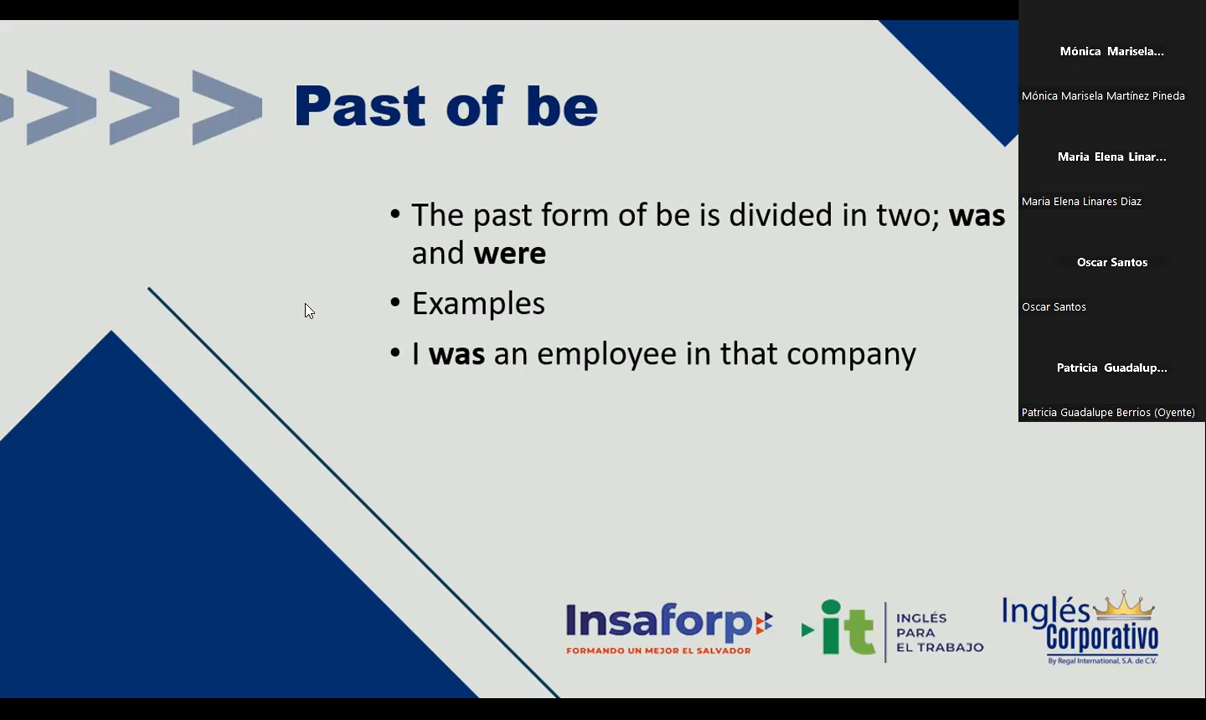 >>>>
Past of be
• The past form of be is divided in two; was
and were
• Examples
• I was an employee in that company
Mónica Marisela...
Mónica Marisela Martínez Pineda
Maria Elena Linar...
Maria Elena Linares Diaz
Oscar Santos
Oscar Santos
Patricia Guadalup...
Patricia Guadalupe Berrios (Oyente)
Insaforp
FORMANDO UN MEJOR EL SALVADOR
it
INGLÉS
PARA
EL TRABAJO
Inglés
Corporativo
By Regal International, S.A. de C.V.